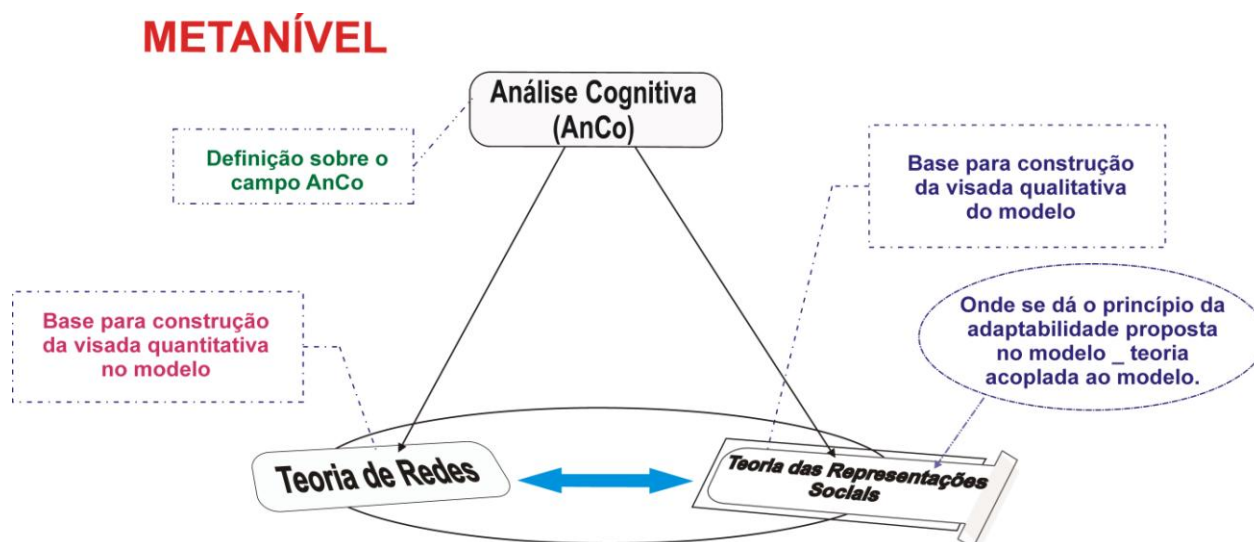 METANÍVEL
Análise Cognitiva
(AnCo)
Definição sobre o
campo AnCo
Base para construção
da visada qualitativa
do modelo
Base para construção
da visada quantitativa
no modelo
Onde se dá o princípio da
adaptabilidade proposta
no modelo _ teoria
acoplada ao modelo.
Teoria de Redes
Teoria das Representações
Sociais